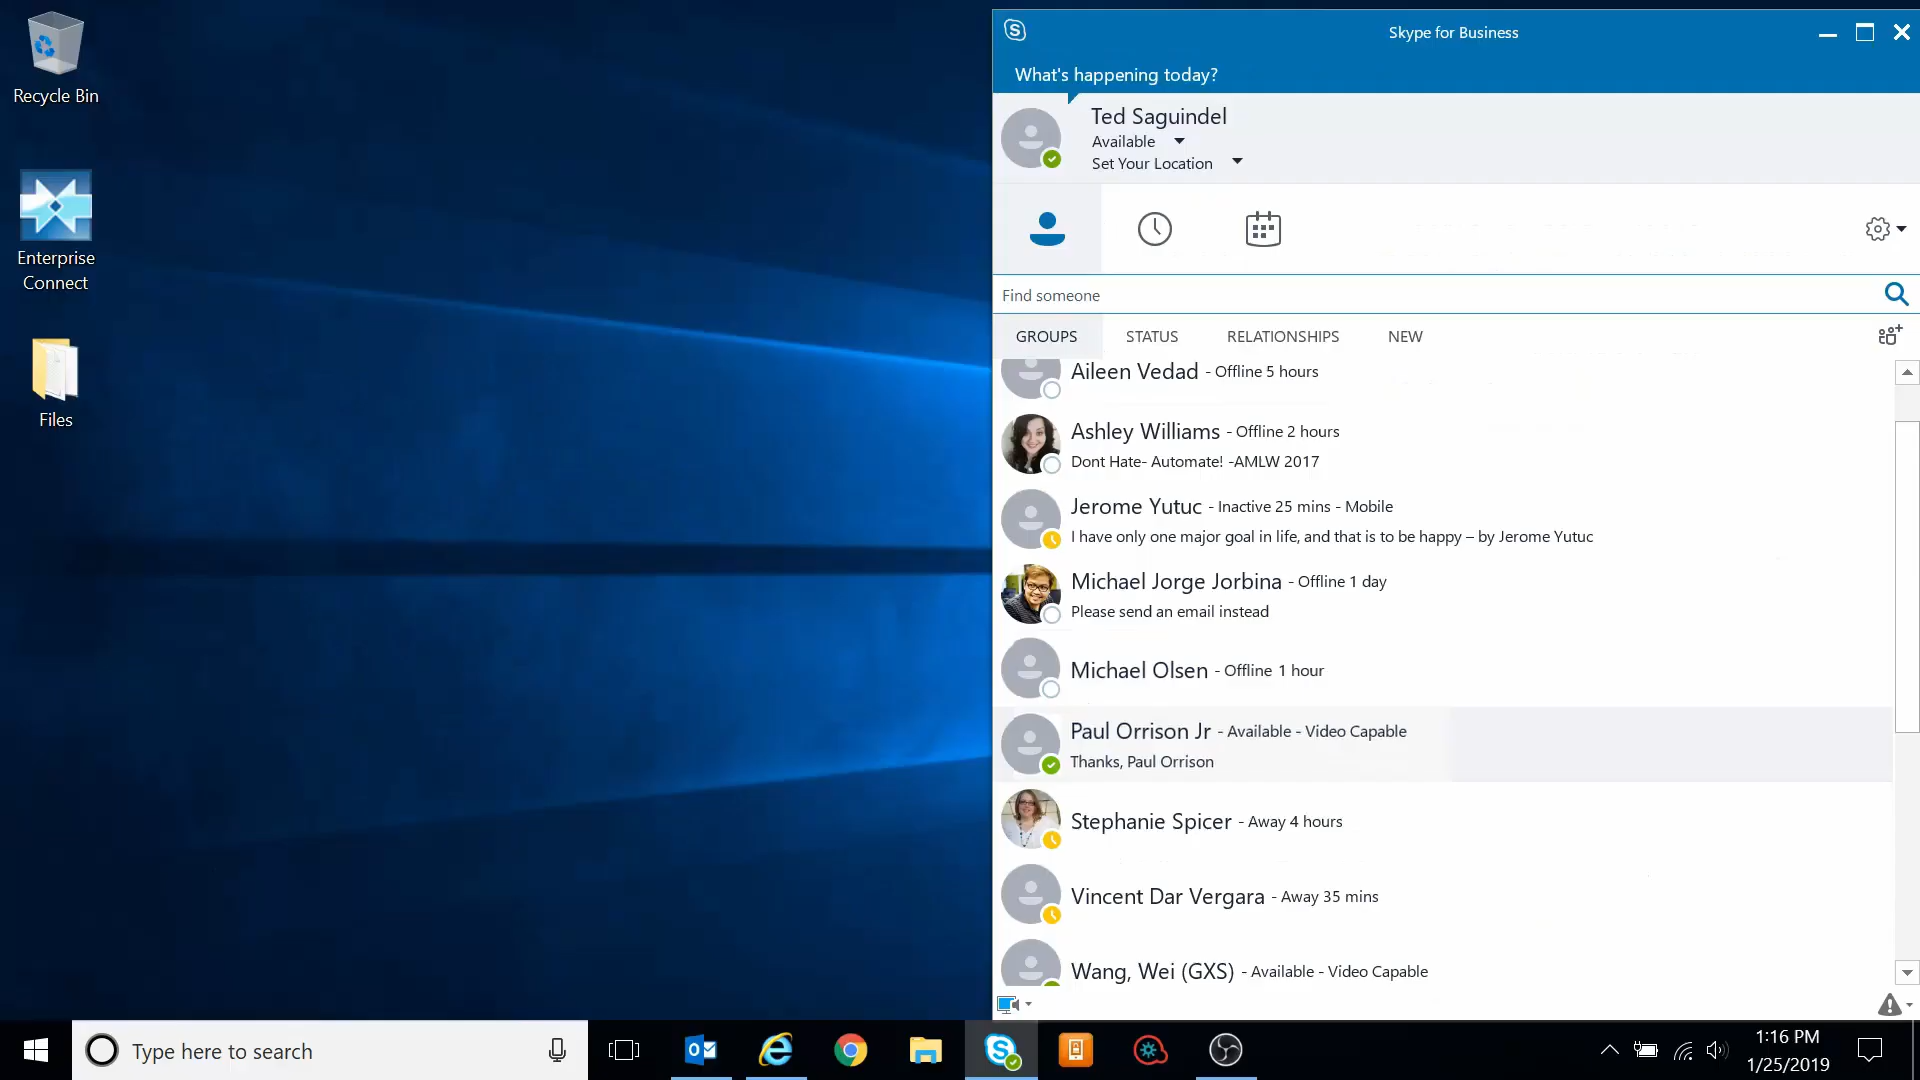 Recycle Bin
Enterprise
Connect
Files
Skype for Business
What's happening today?
Ted Saguindel
Available
Set Your Location
Find someone
GROUPS STATUS RELATIONSHIPS NEW
Aileen Vedad - Offline 5 hours
Ashley Williams - Offline 2 hours
Dont Hate- Automate! -AMLW 2017
Jerome Yutuc - Inactive 25 mins - Mobile
I have only one major goal in life, and that is to be happy – by Jerome Yutuc
Michael Jorge Jorbina - Offline 1 day
Please send an email instead
Michael Olsen - Offline 1 hour
Paul Orrison Jr - Available - Video Capable
Thanks, Paul Orrison
Stephanie Spicer - Away 4 hours
Vincent Dar Vergara - Away 35 mins
Wang, Wei (GXS) - Available - Video Capable
Type here to search
1:16 PM
1/25/2019